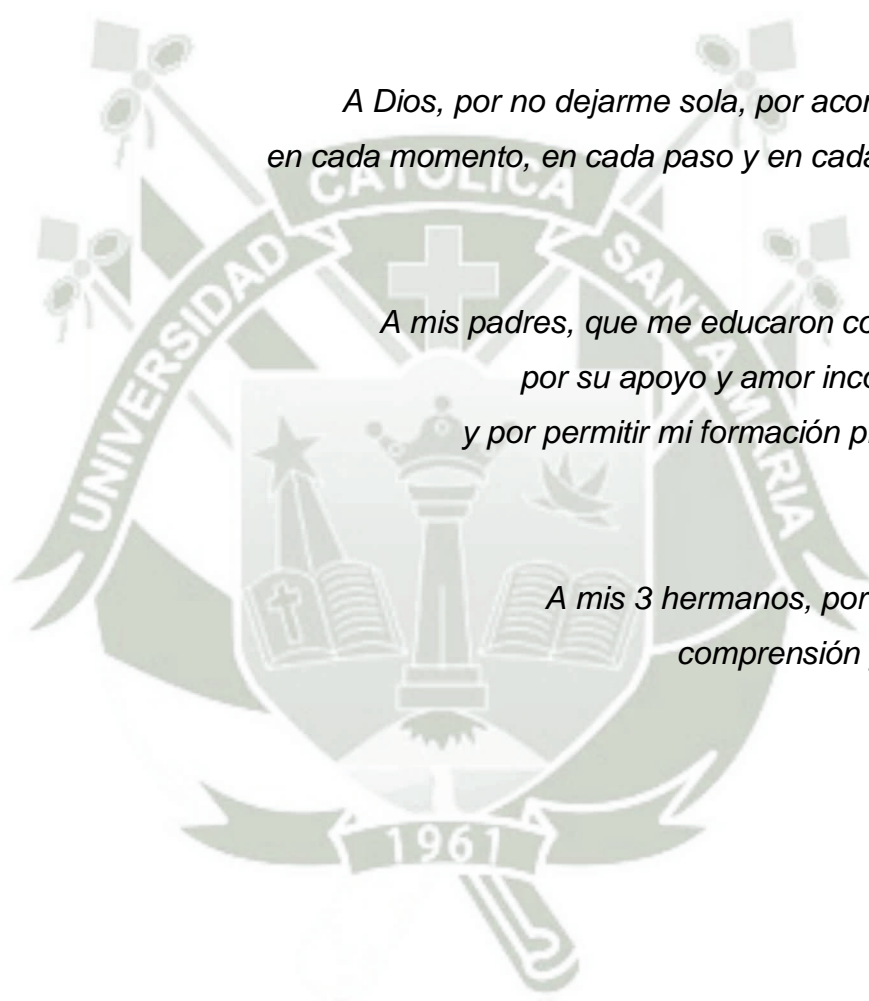 A Dios, por no dejarme sola, por acor
en cada momento, en cada paso y en cada
UNIVERSIDAD CATOLICA SANTA MARIA
A mis padres, que me educaron co
por su apoyo y amor inco
y por permitir mi formación p
A mis 3 hermanos, por
comprensión
1961